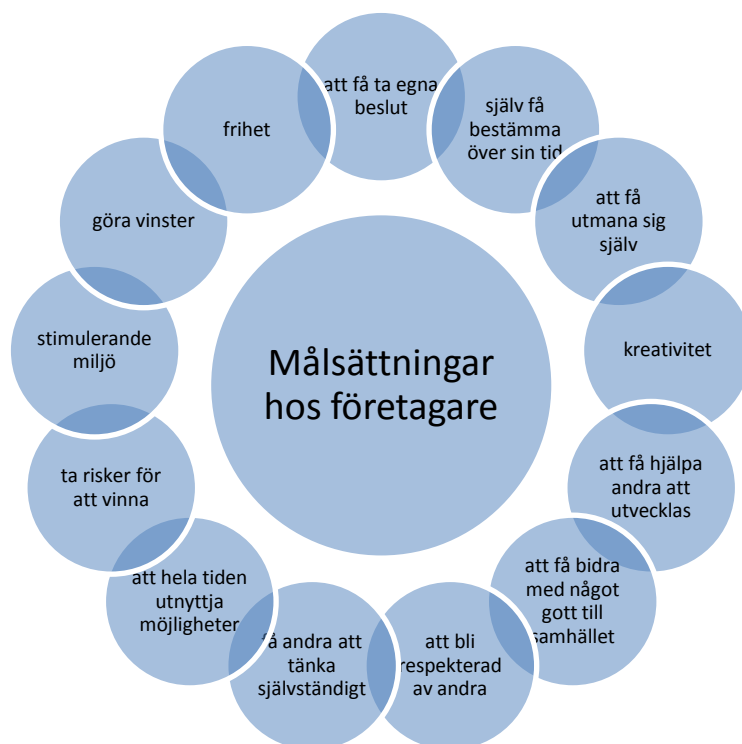 att få ta egna
beslut
själv få
bestämma
över sin tid
att få
utmana sig
själv
kreativitet
att få hjälpa
andra att
utvecklas
att få bidra
med något
gott till
samhället
att bli
respekterad
av andra
få andra att
tänka
självständigt
att hela tiden
utnyttja
möjligheter
ta risker för
att vinna
stimulerande
miljö
göra vinster
frihet
Målsättningar
hos företagare